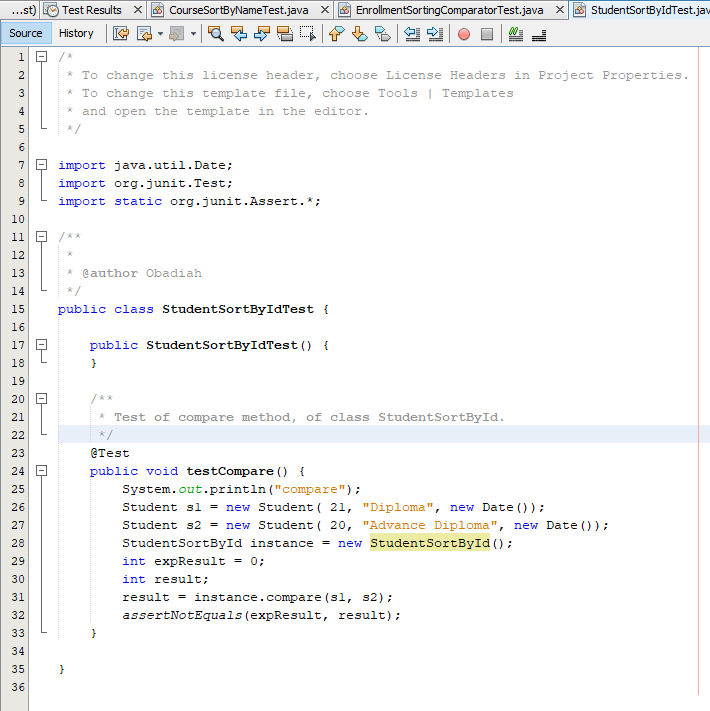 ...st) Test Results CourseSortByNameTest.java EnrollmentSortingComparatorTest.java StudentSortByIdTest.jav
Source History
1 /*
2 * To change this license header, choose License Headers in Project Properties.
3 * To change this template file, choose Tools | Templates
4 * and open the template in the editor.
5 */
6
7 import java.util.Date;
8 import org.junit.Test;
9 import static org.junit.Assert.*;
10
11 /**
12 *
13 * @author Obadiah
14 */
15 public class StudentSortByIdTest {
16
17 public StudentSortByIdTest() {
18 }
19
20 /**
21 * Test of compare method, of class StudentSortById.
22 */
23 @Test
24 public void testCompare() {
25 System.out.println("compare");
26 Student s1 = new Student( 21, "Diploma", new Date());
27 Student s2 = new Student( 20, "Advance Diploma", new Date());
28 StudentSortById instance = new StudentSortById();
29 int expResult = 0;
30 int result;
31 result = instance.compare(s1, s2);
32 assertNotEquals(expResult, result);
33 }
34
35 }
36